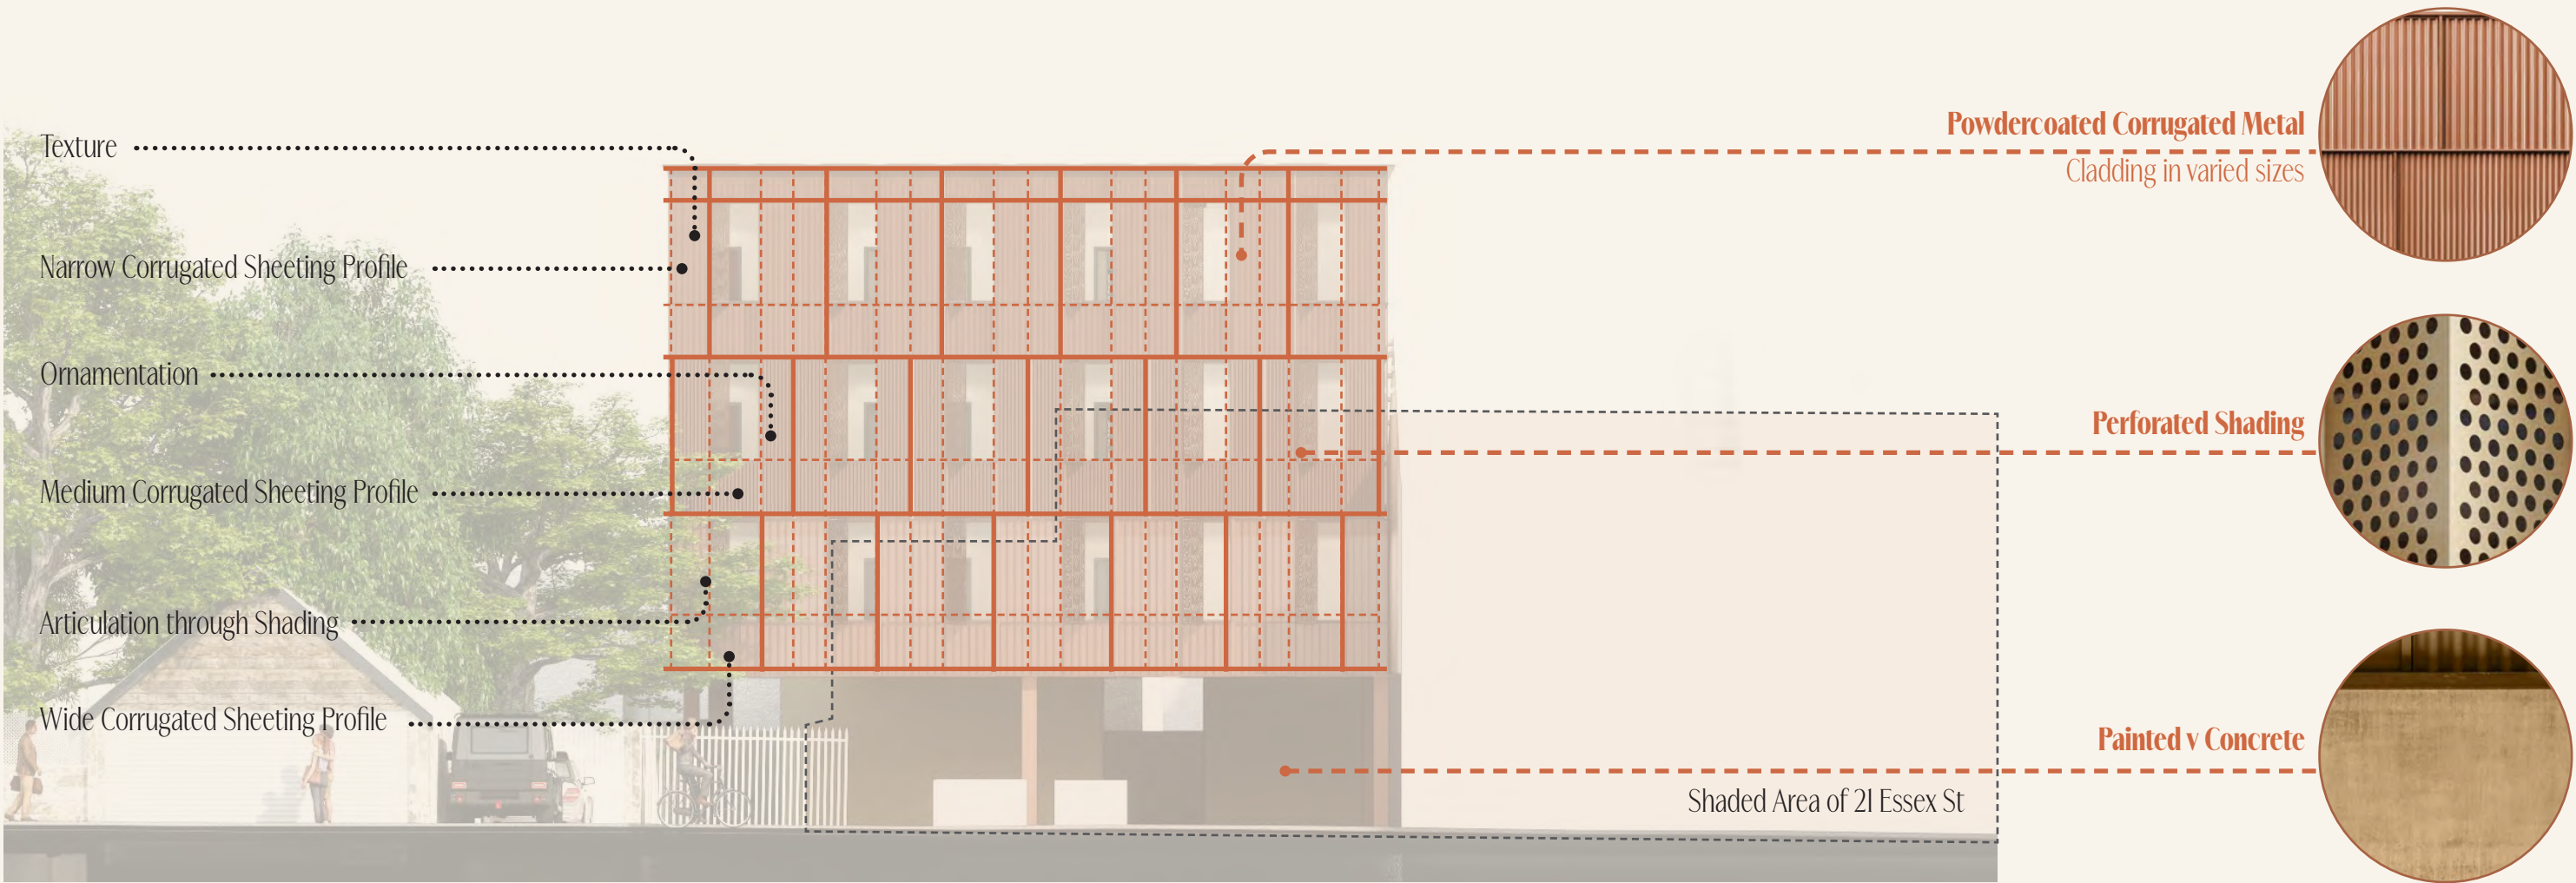 Texture
Narrow Corrugated Sheeting Profile
Ornamentation
Medium Corrugated Sheeting Profile
Articulation through Shading
Wide Corrugated Sheeting Profile
Powdercoated Corrugated Metal
Cladding in varied sizes
Perforated Shading
Painted v Concrete
Shaded Area of 21 Essex St